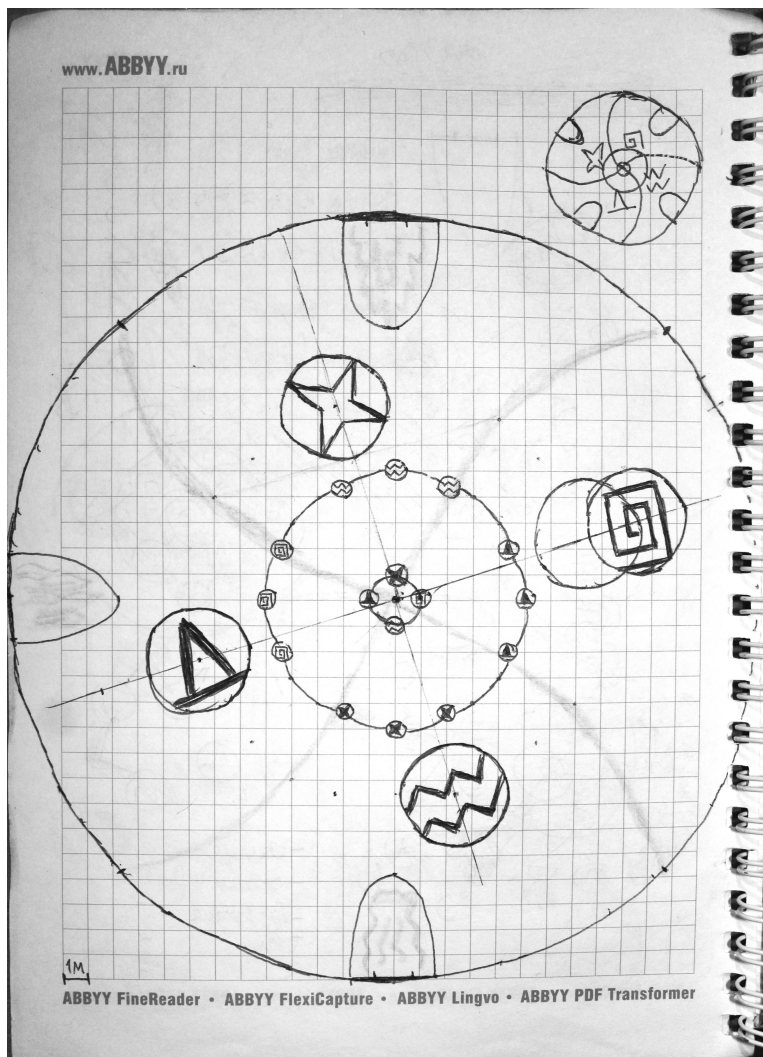 www.ABBYY.ru
1M
ABBYY FineReader • ABBYY FlexiCapture • ABBYY Lingvo • ABBYY PDF Transformer